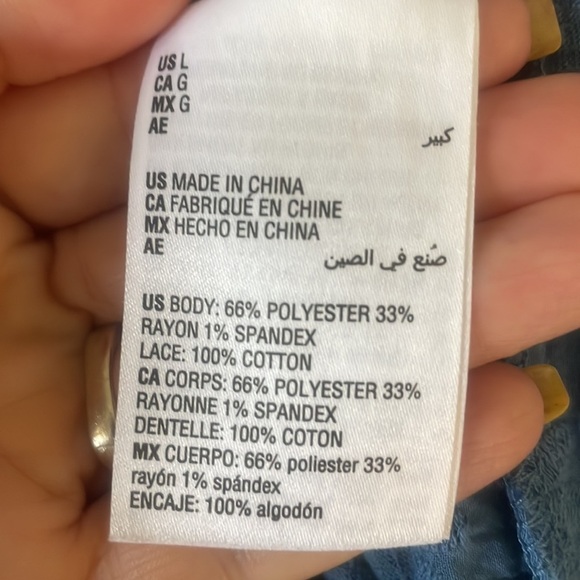 US L
CA G
MX G
AE كبير
US MADE IN CHINA
CA FABRIQUÉ EN CHINE
MX HECHO EN CHINA
AE صُنع في الصين
US BODY: 66% POLYESTER 33%
RAYON 1% SPANDEX
LACE: 100% COTTON
CA CORPS: 66% POLYESTER 33%
RAYONNE 1% SPANDEX
DENTELLE: 100% COTON
MX CUERPO: 66% poliester 33%
rayón 1% spándex
ENCAJE: 100% algodón